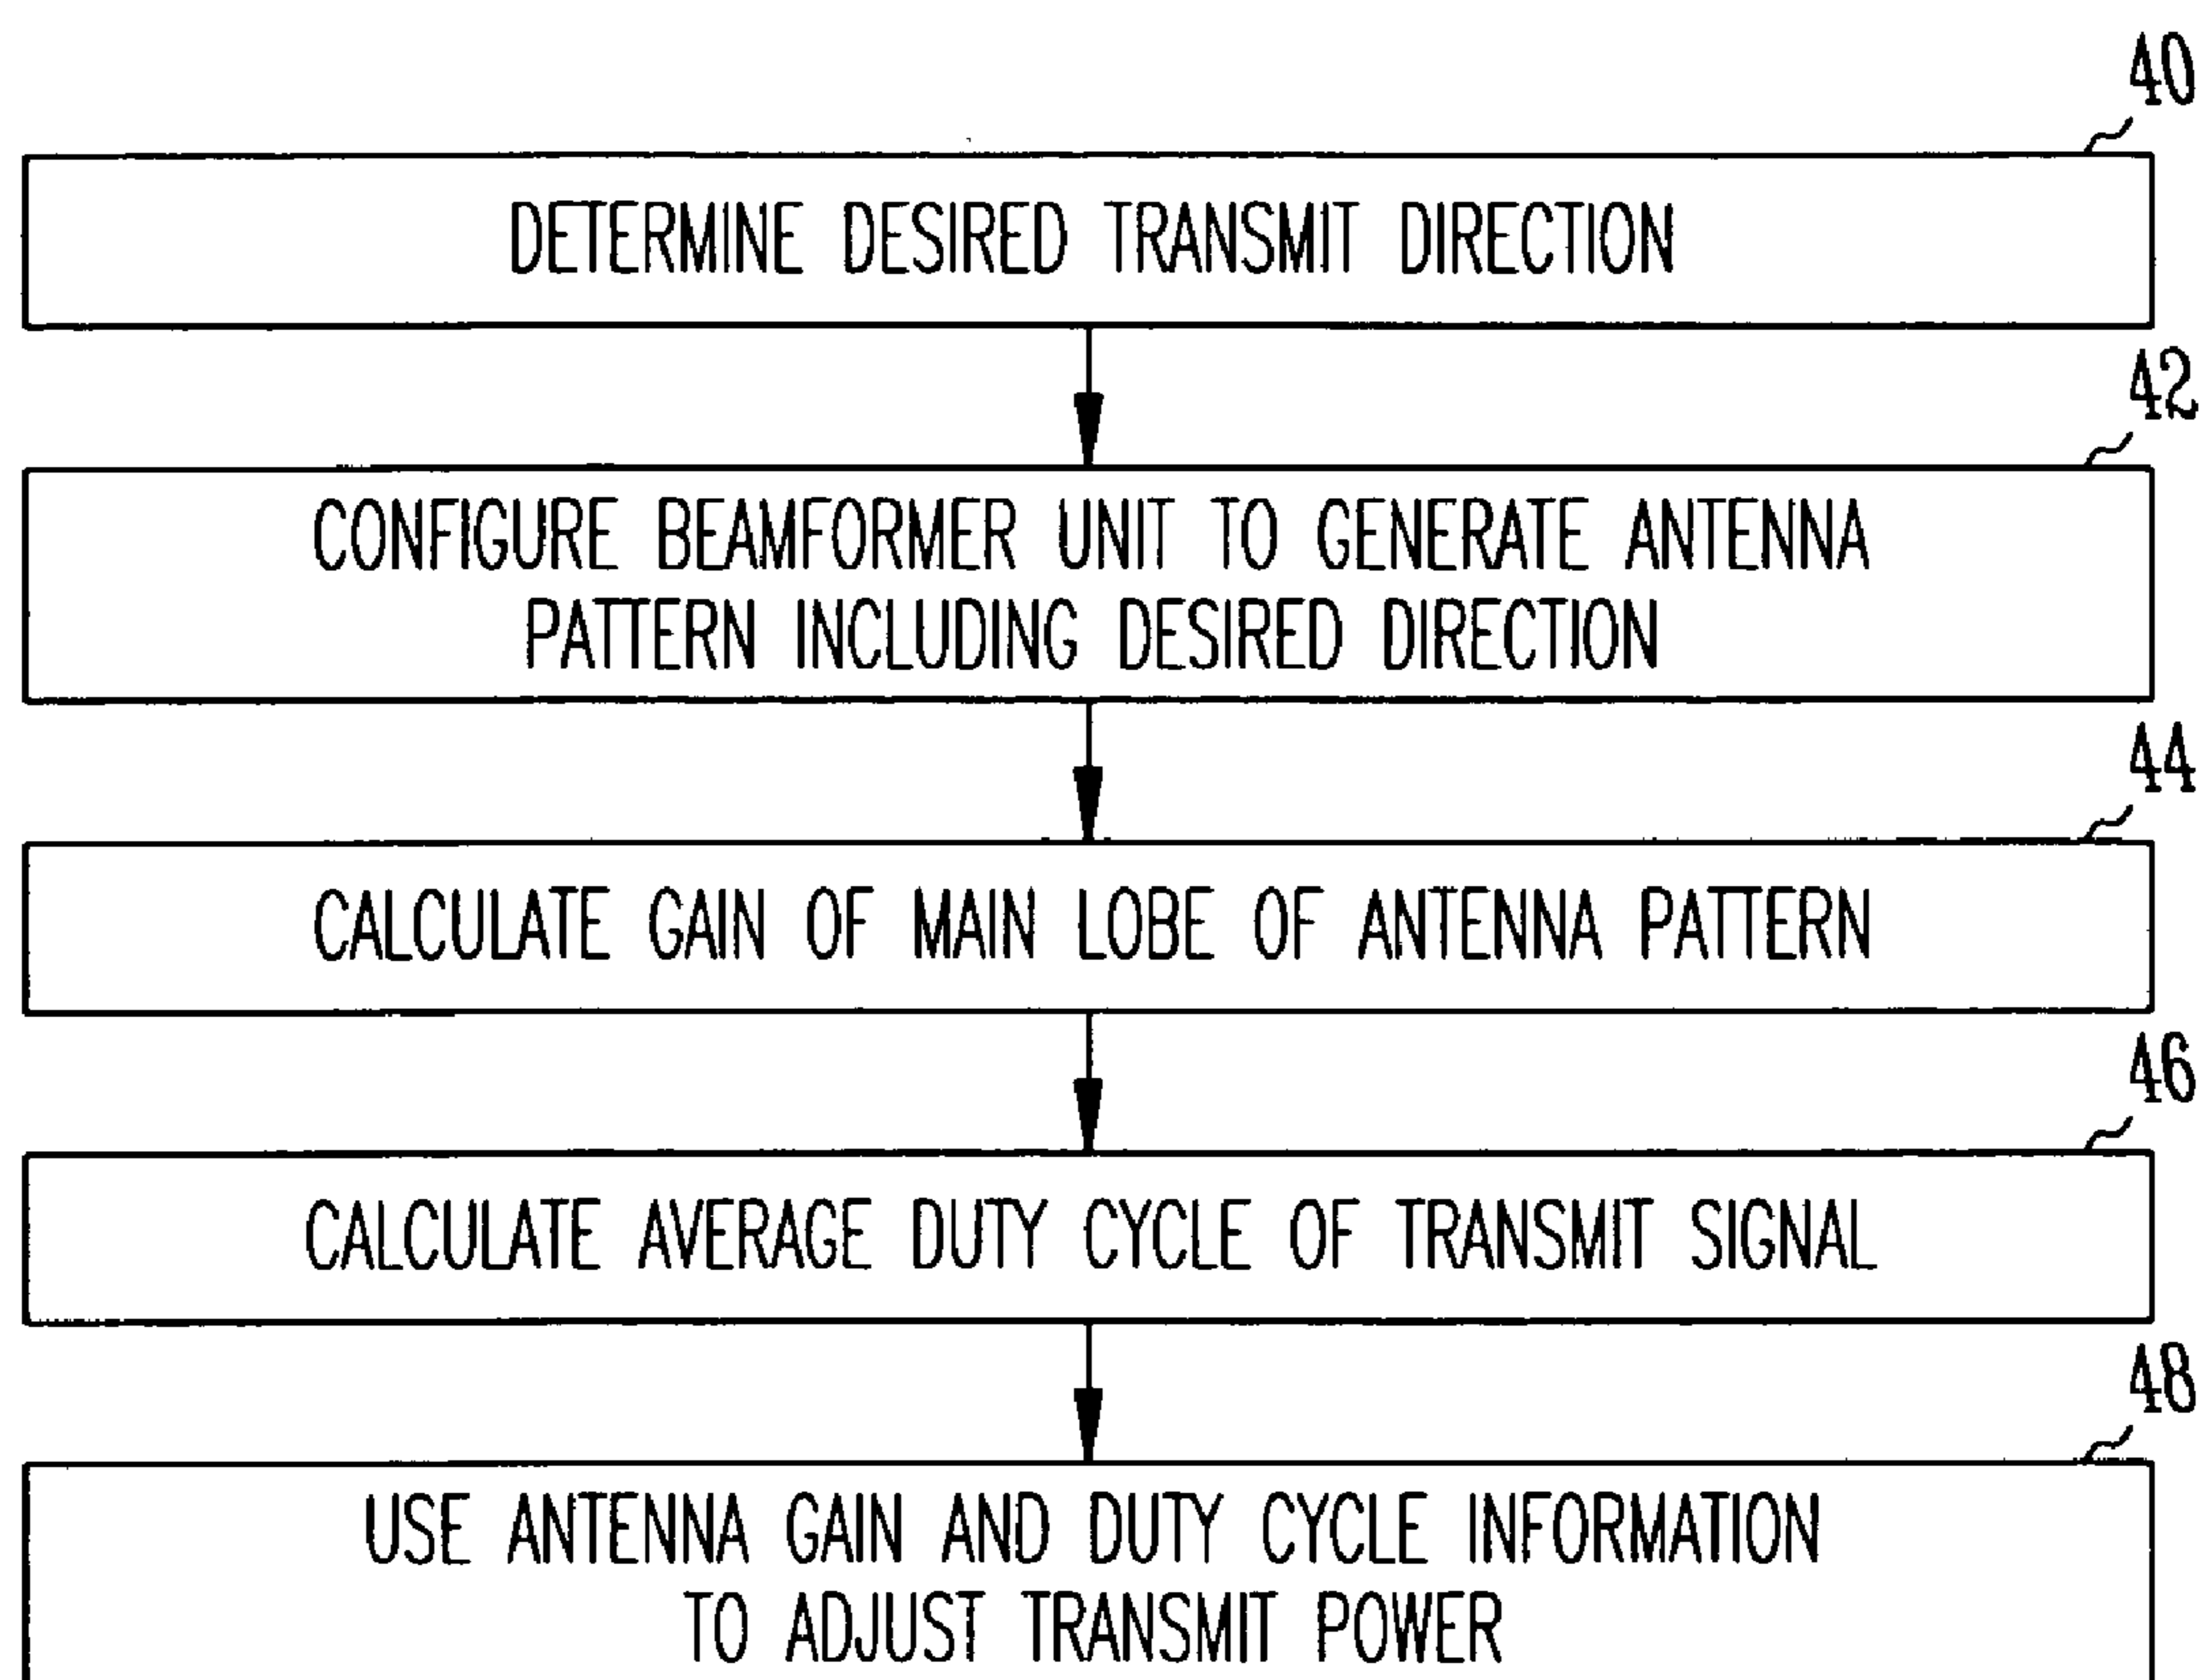 40
DETERMINE DESIRED TRANSMIT DIRECTION
42
CONFIGURE BEAMFORMER UNIT TO GENERATE ANTENNA
PATTERN INCLUDING DESIRED DIRECTION
44
CALCULATE GAIN OF MAIN LOBE OF ANTENNA PATTERN
46
CALCULATE AVERAGE DUTY CYCLE OF TRANSMIT SIGNAL
48
USE ANTENNA GAIN AND DUTY CYCLE INFORMATION
TO ADJUST TRANSMIT POWER